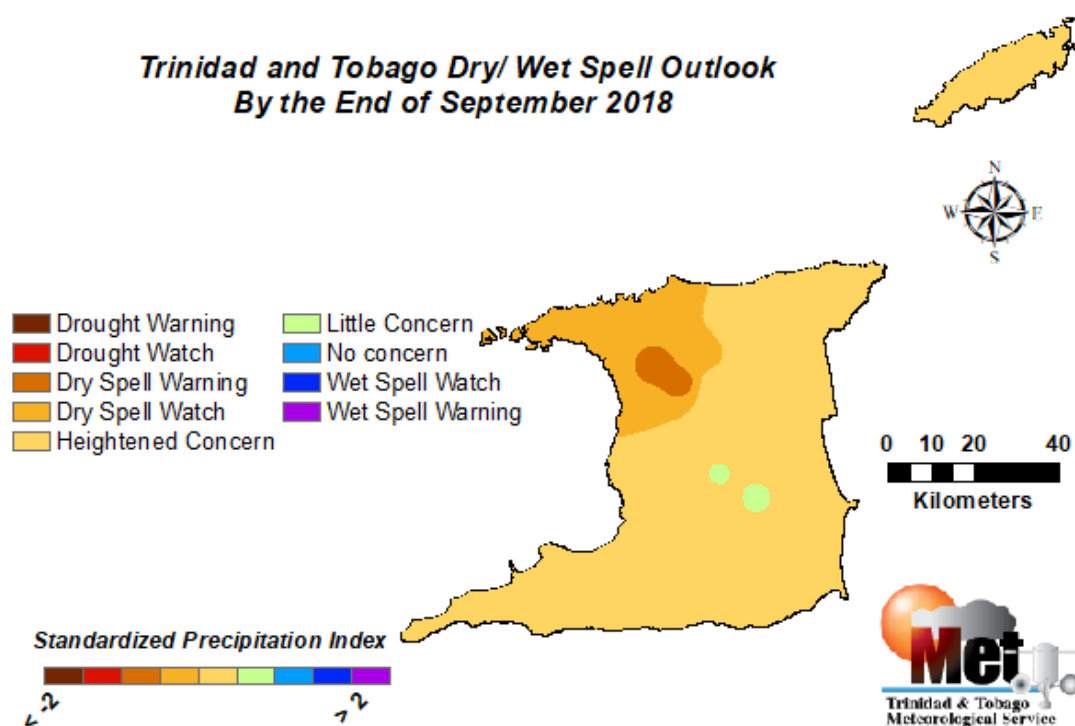 Trinidad and Tobago Dry/ Wet Spell Outlook
By the End of September 2018
N
W E
S
Drought Warning
Drought Watch
Dry Spell Warning
Dry Spell Watch
Heightened Concern
Little Concern
No concern
Wet Spell Watch
Wet Spell Warning
0 10 20 40
Kilometers
Standardized Precipitation Index
< -2
> 2
Met
Trinidad & Tobago
Meteorological Service